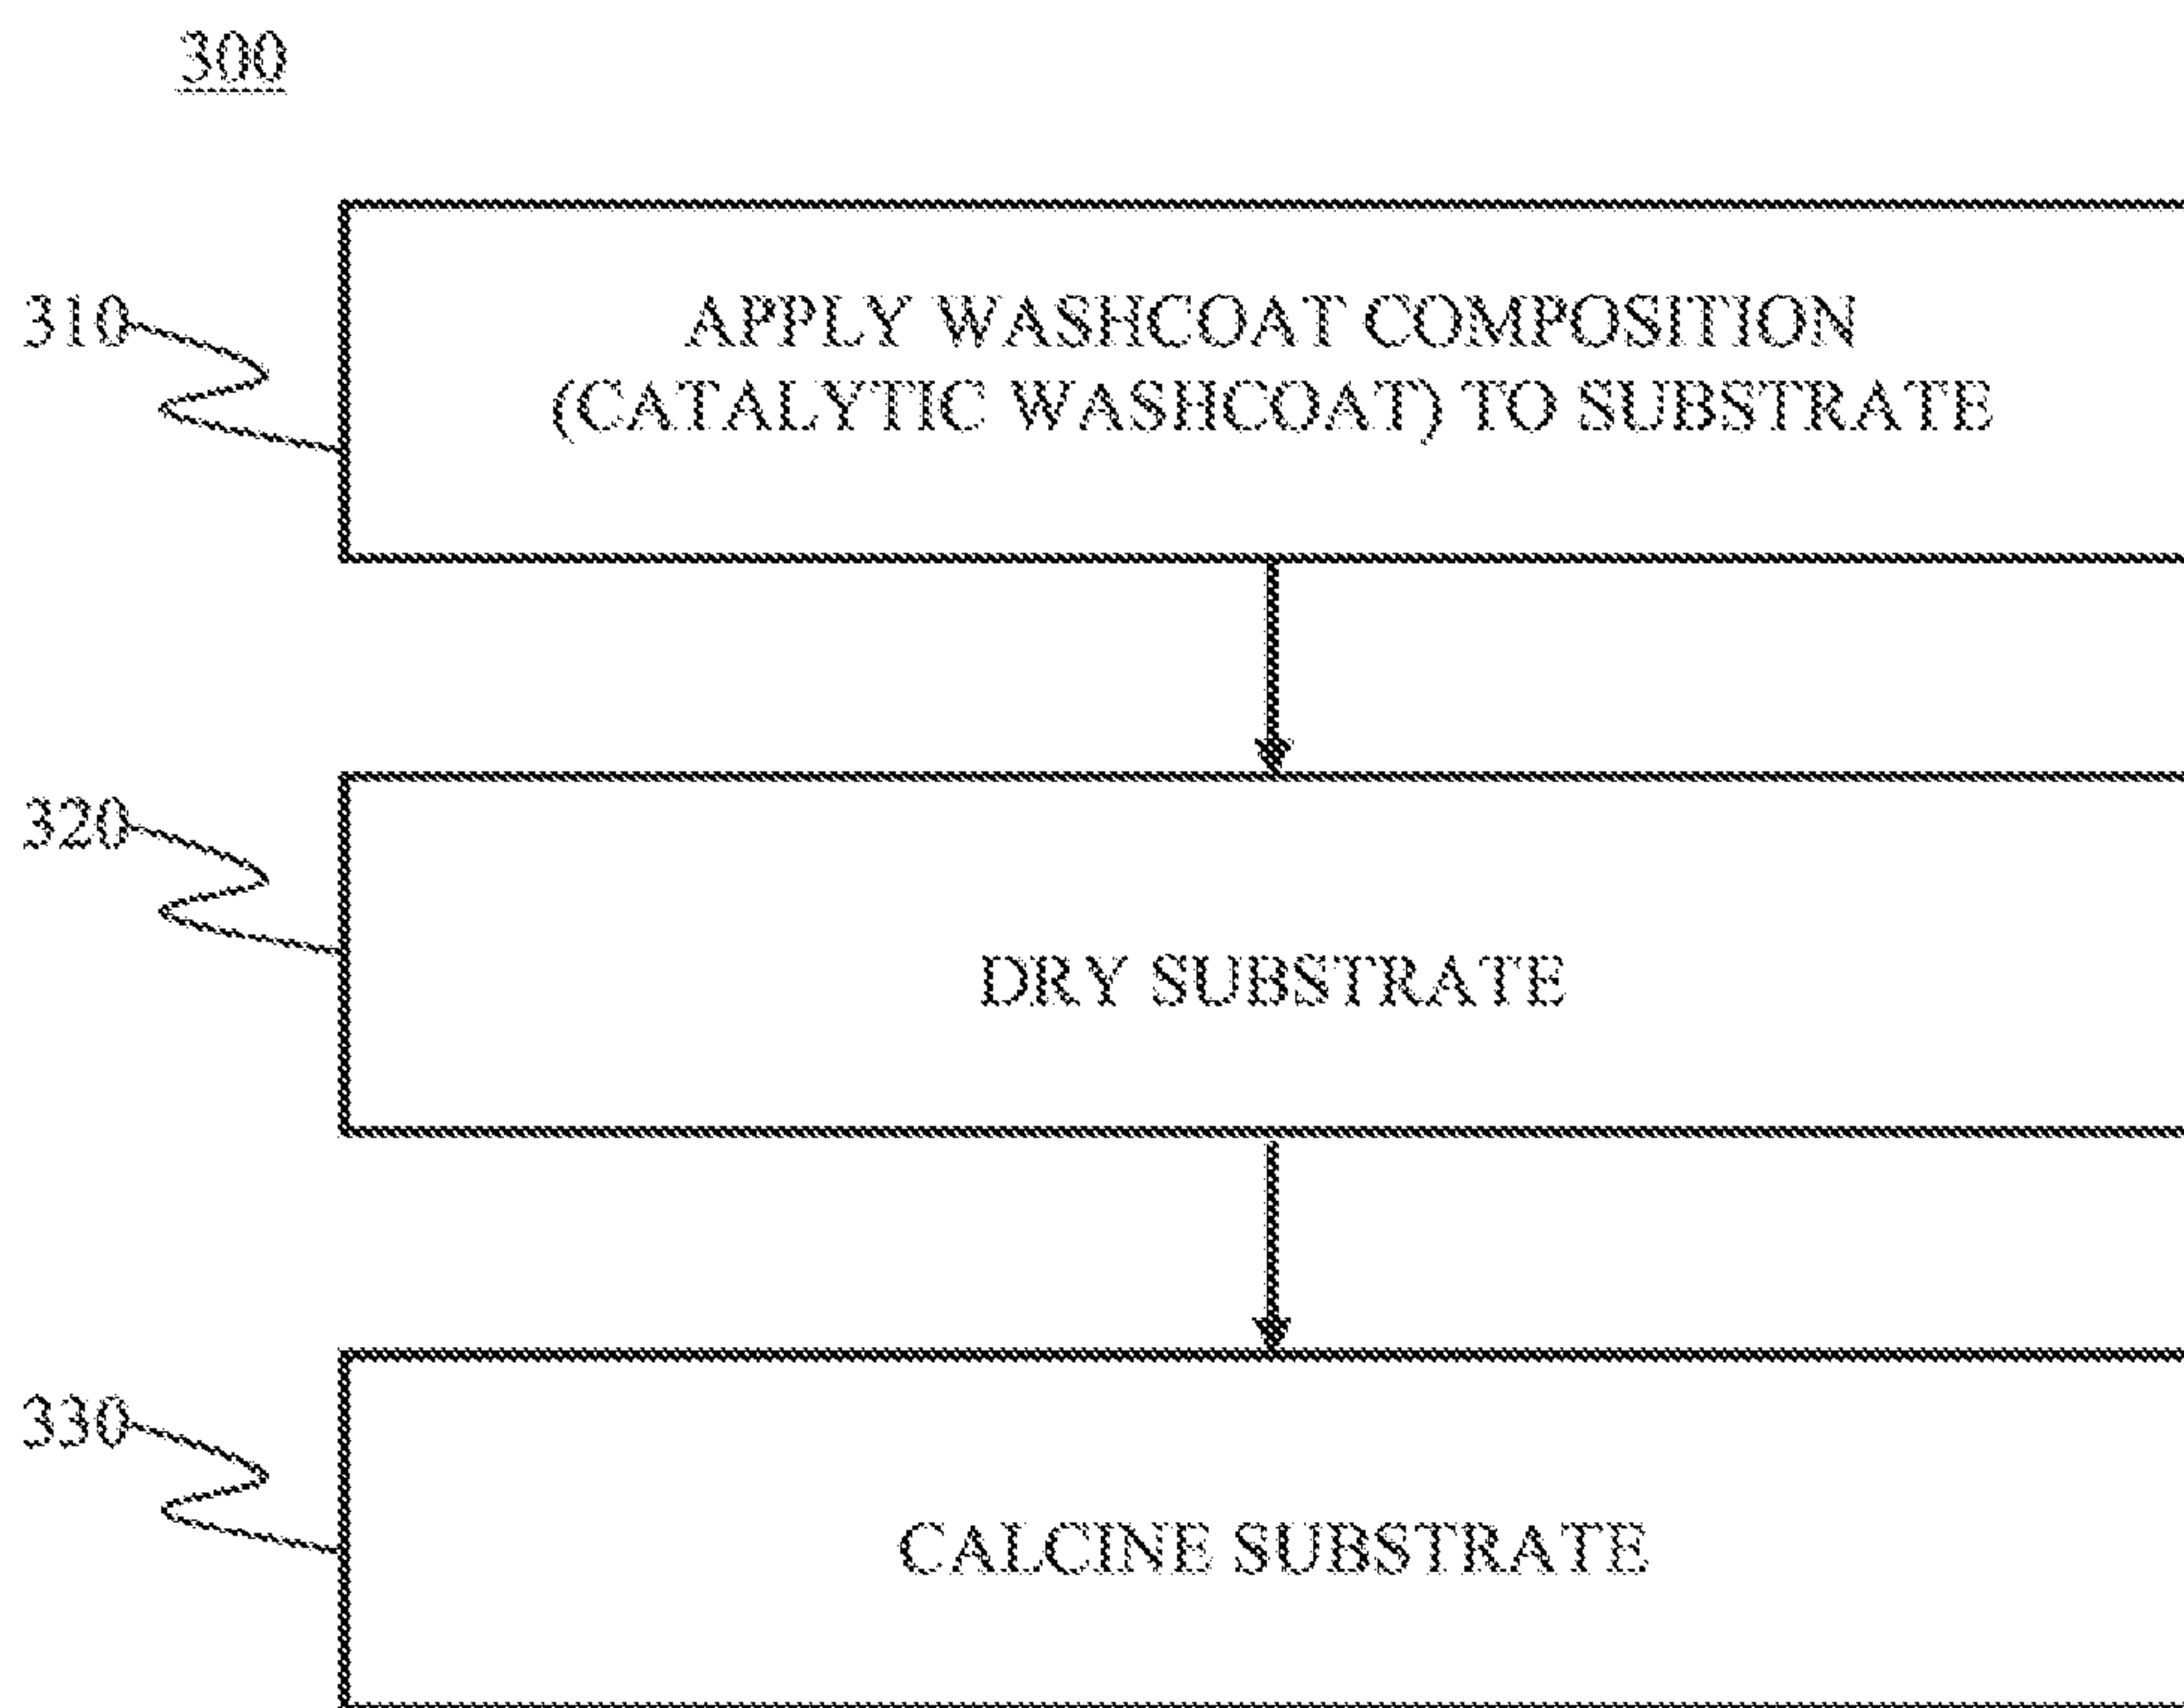 300
310
APPLY WASHCOAT COMPOSITION
(CATALYTIC WASHCOAT) TO SUBSTRATE
320
DRY SUBSTRATE
330
CALCINE SUBSTRATE